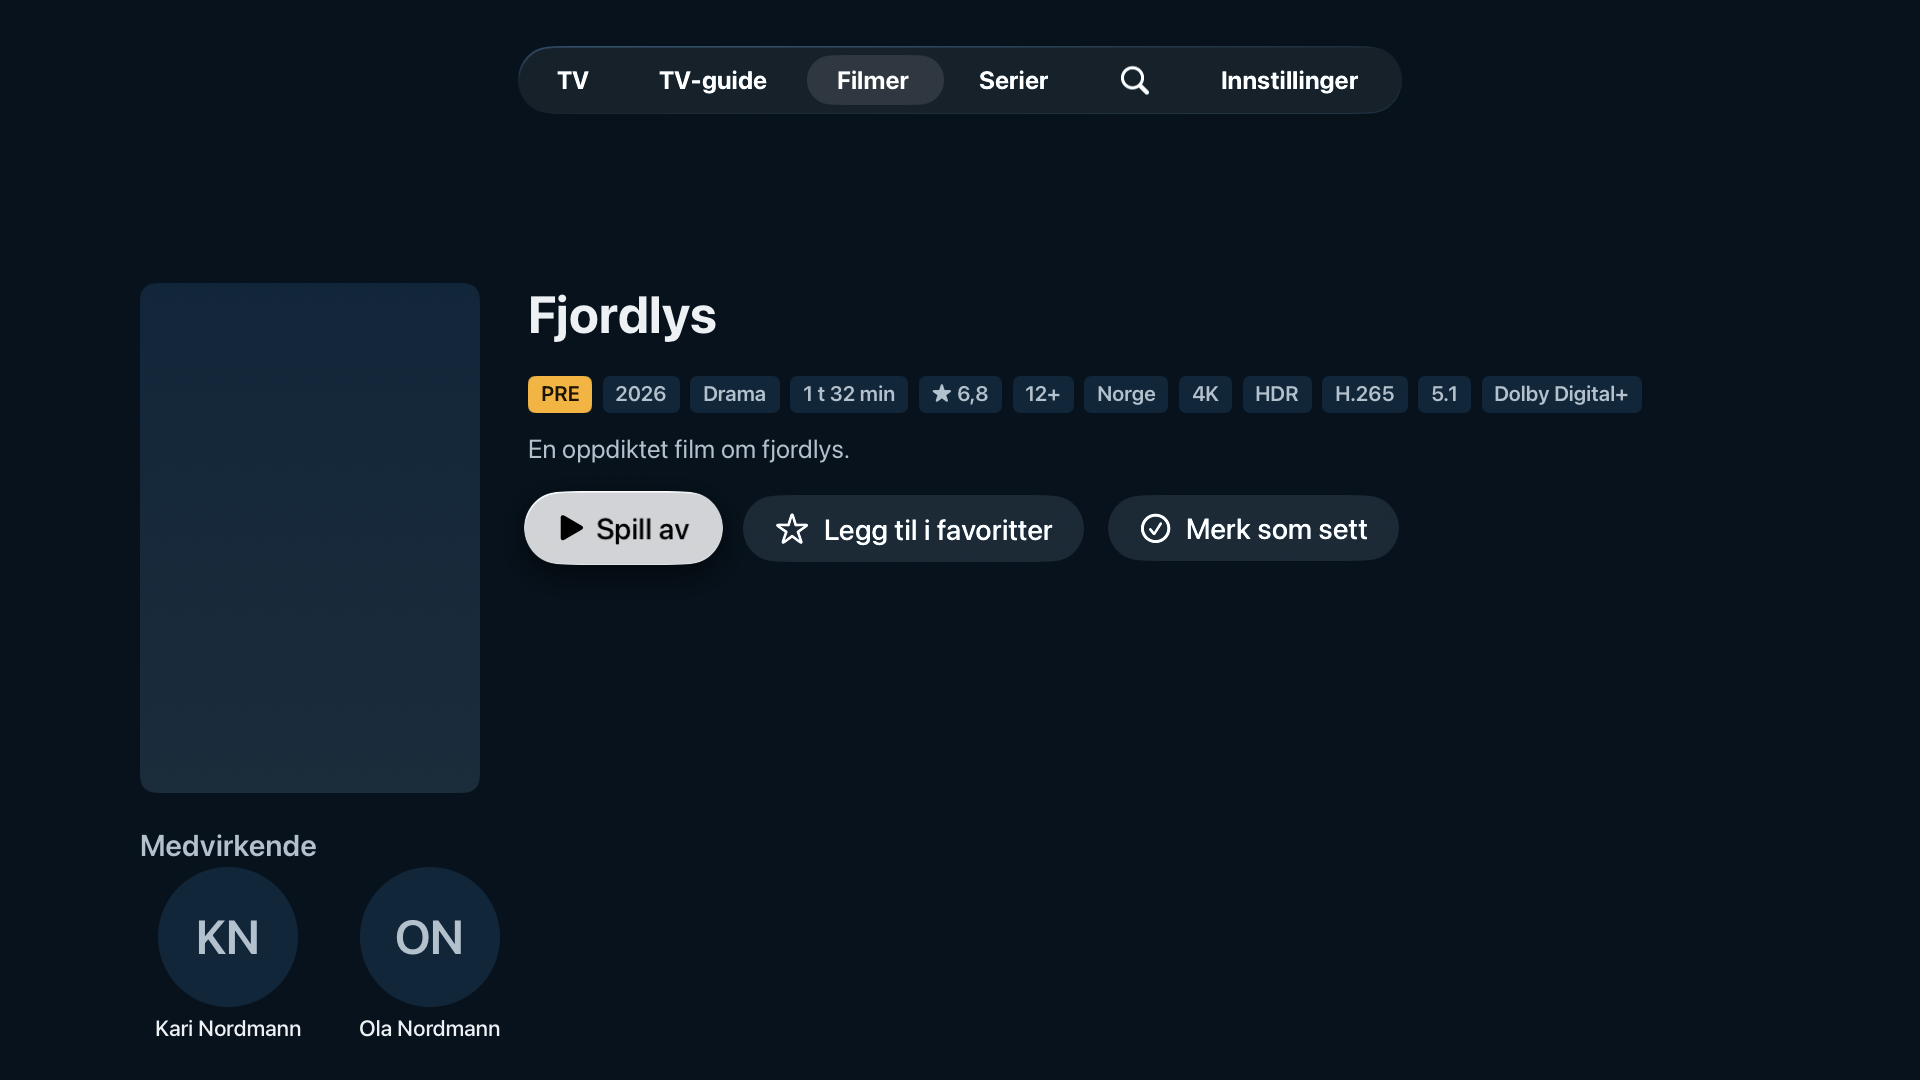 TV TV-guide Filmer Serier Innstillinger
Fjordlys
PRE 2026 Drama 1 t 32 min ★ 6,8 12+ Norge 4K HDR H.265 5.1 Dolby Digital+
En oppdiktet film om fjordlys.
Spill av Legg til i favoritter Merk som sett
Medvirkende
KN ON
Kari Nordmann Ola Nordmann